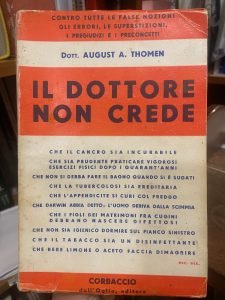 CONTRO TUTTE LE FALSE NOZIONI
GLI ERRORI, LE SUPERSTIZIONI,
I PREGIUDIZI E I PRECONCETTI
DOTT. AUGUST A. THOMEN
IL DOTTORE
NON CREDE
CHE IL CANCRO SIA INCURABILE
CHE SIA PRUDENTE PRATICARE VIGOROSI
ESERCIZI FISICI DOPO I QUARANT'ANNI
CHE NON SI DEBBA FARE IL BAGNO QUANDO SI È SUDATI
CHE LA TUBERCOLOSI SIA EREDITARIA
CHE L'APPENDICITE SI CURI COL FREDDO
CHE DARWIN ABBIA DETTO: L'UOMO DERIVA DALLA SCIMMIA
CHE I FIGLI DEI MATRIMONI FRA CUGINI
DEBBANO NASCERE DIFETTOSI
CHE NON SIA IGIENICO DORMIRE SUL FIANCO SINISTRO
CHE IL TABACCO SIA UN DISINFETTANTE
CHE BERE LIMONE O ACETO FACCIA DIMAGRIRE
ECC. ECC.
CORBACCIO
dall'Oglio, editore